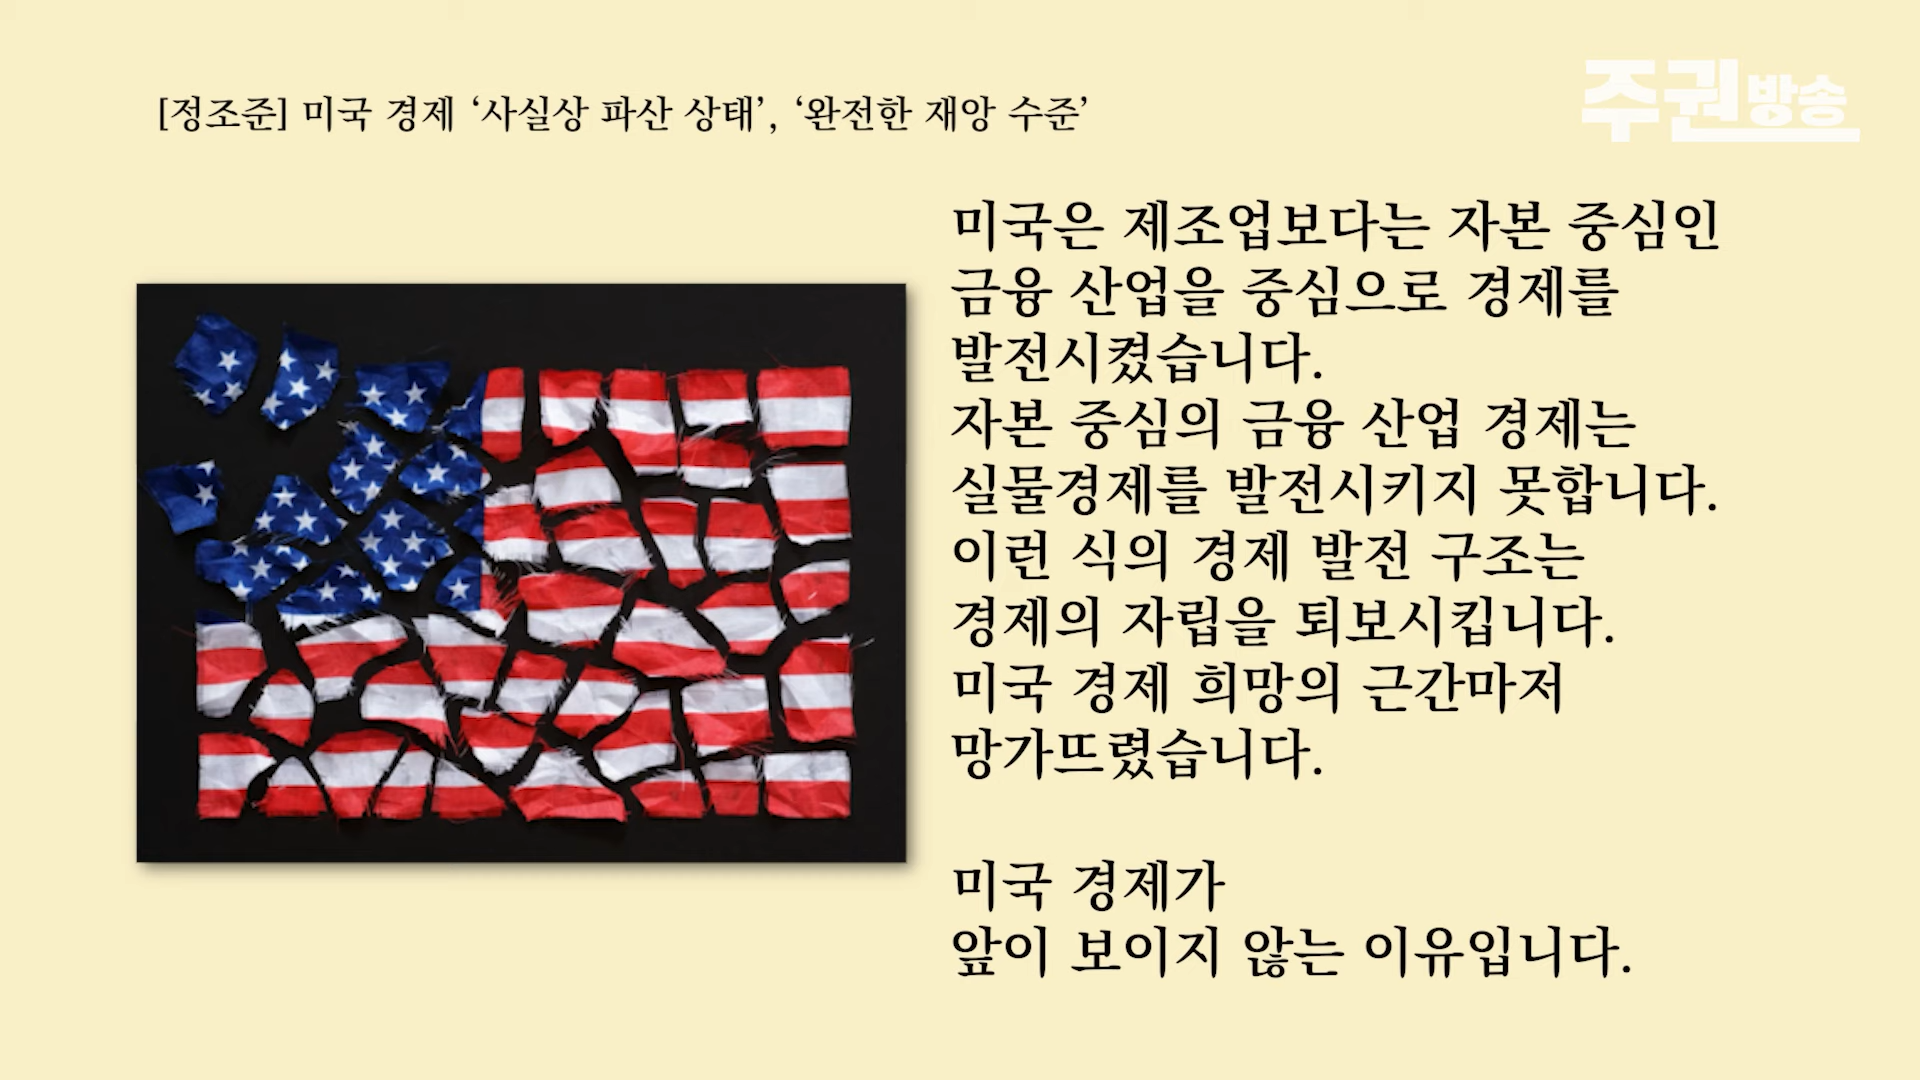 [정조준] 미국 경제 ‘사실상 파산 상태’, ‘완전한 재앙 수준’
주권방송
미국은 제조업보다는 자본 중심인
금융 산업을 중심으로 경제를
발전시켰습니다.
자본 중심의 금융 산업 경제는
실물경제를 발전시키지 못합니다.
이런 식의 경제 발전 구조는
경제의 자립을 퇴보시킵니다.
미국 경제 희망의 근간마저
망가뜨렸습니다.
미국 경제가
앞이 보이지 않는 이유입니다.